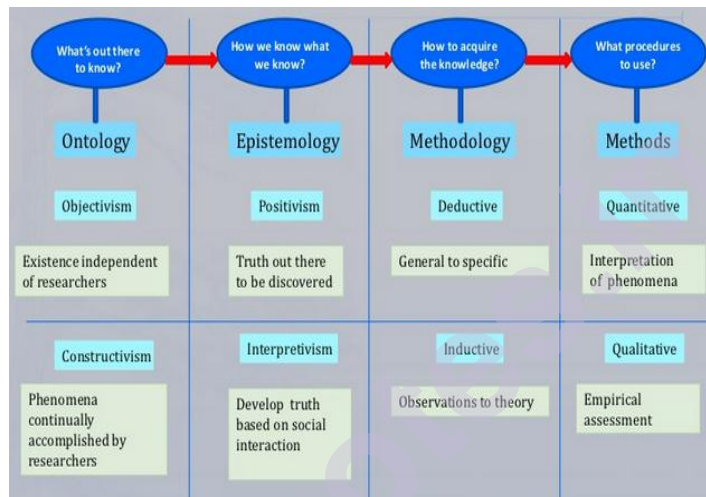 What's out there
to know?
How we know what
we know?
How to acquire
the knowledge?
What procedures
to use?
Ontology
Epistemology
Methodology
Methods
Objectivism
Positivism
Deductive
Quantitative
Existence independent
of researchers
Truth out there
to be discovered
General to specific
Interpretation
of phenomena
Constructivism
Interpretivism
Inductive
Qualitative
Phenomena
continually
accomplished by
researchers
Develop truth
based on social
interaction
Observations to theory
Empirical
assessment